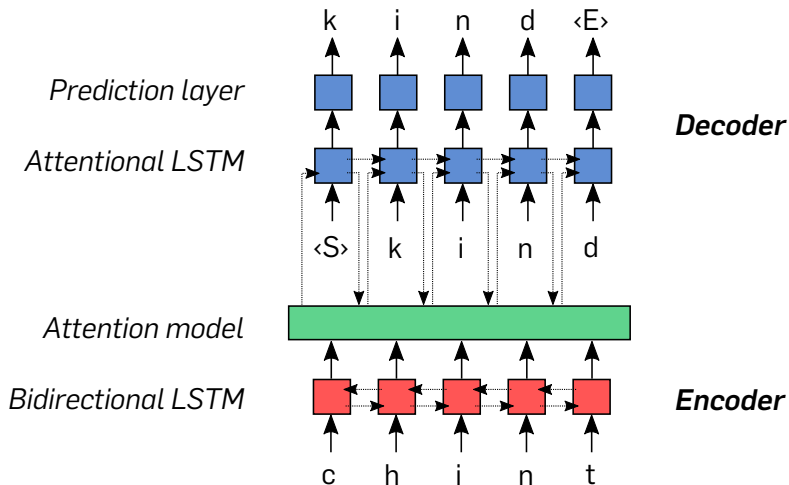 k i n d ‹E›
Prediction layer
Decoder
Attentional LSTM
‹S› k i n d
Attention model
Bidirectional LSTM
Encoder
c h i n t